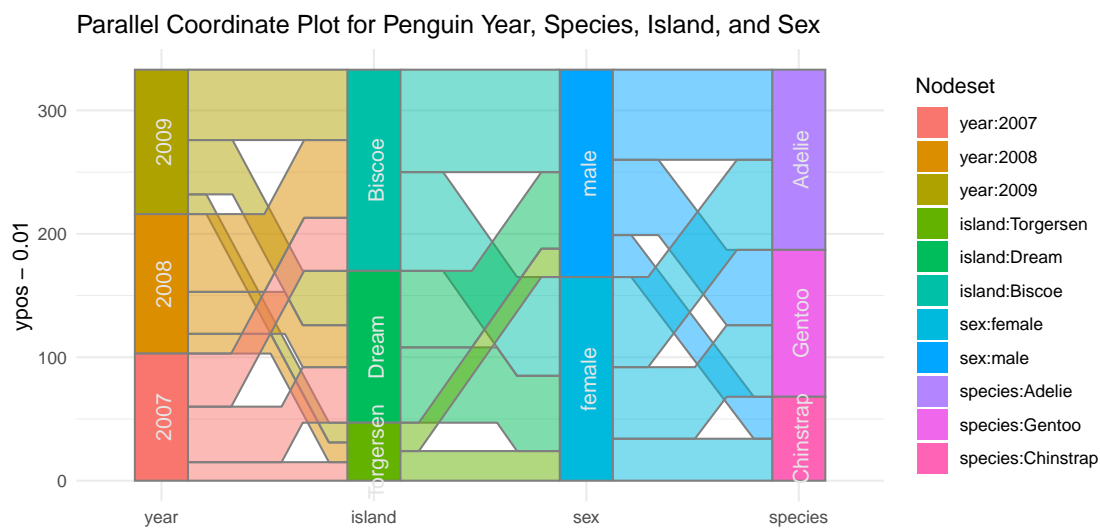 Parallel Coordinate Plot for Penguin Year, Species, Island, and Sex
ypos − 0.01
300
200
100
0
2009
2008
2007
Biscoe
Dream
Torgersen
male
female
Adelie
Gentoo
Chinstrap
year
island
sex
species
Nodeset
year:2007
year:2008
year:2009
island:Torgersen
island:Dream
island:Biscoe
sex:female
sex:male
species:Adelie
species:Gentoo
species:Chinstrap